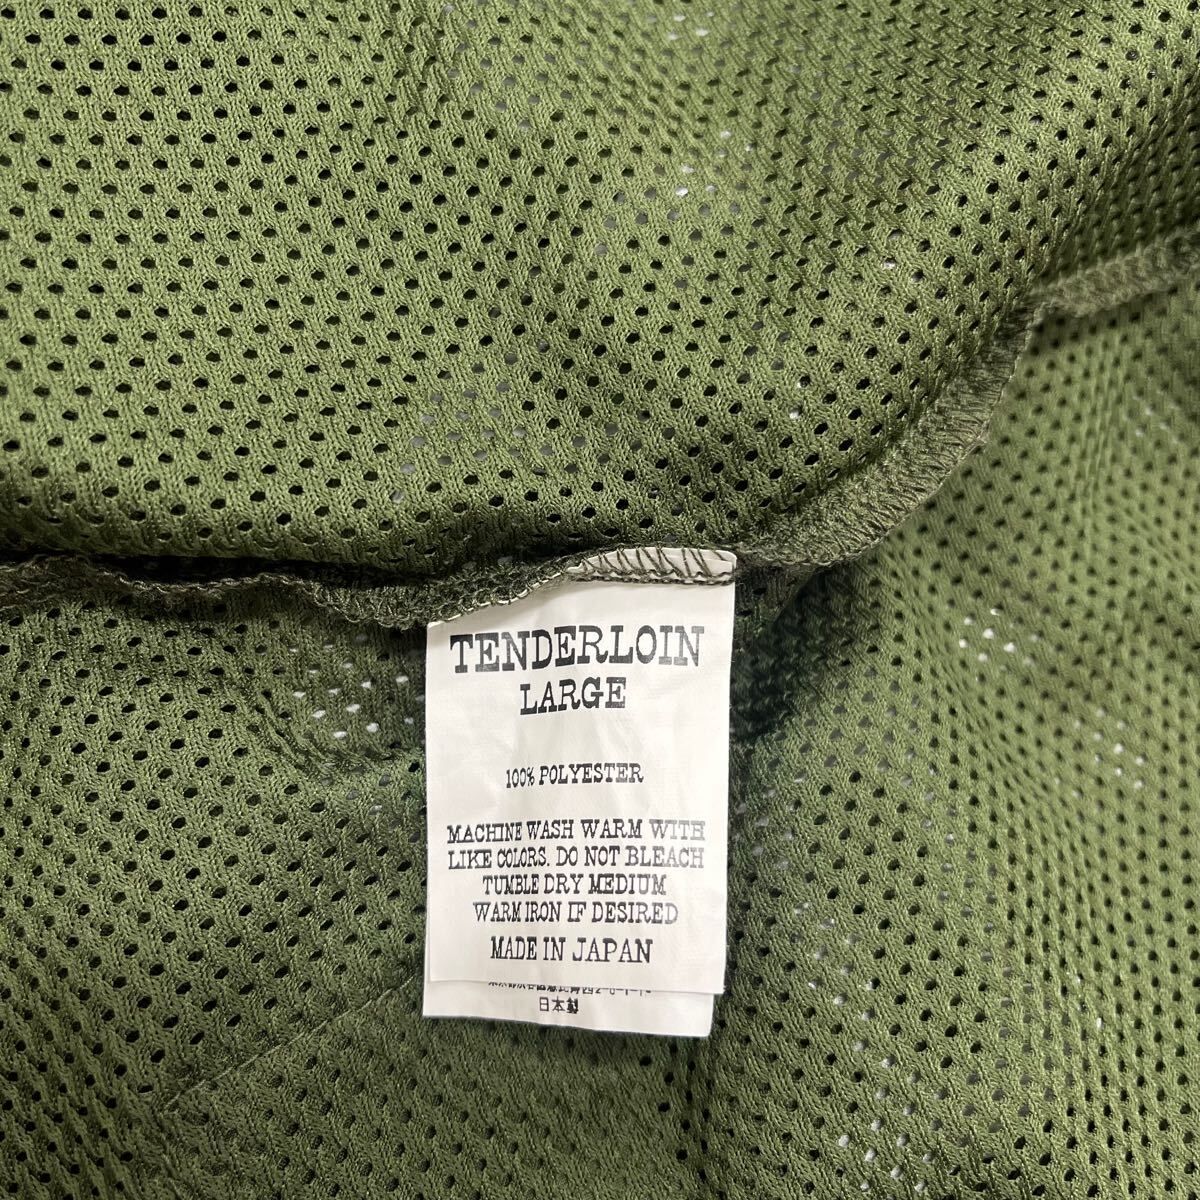 TENDERLOIN
LARGE
100% POLYESTER
MACHINE WASH WARM WITH
LIKE COLORS. DO NOT BLEACH
TUMBLE DRY MEDIUM
WARM IRON IF DESIRED
MADE IN JAPAN
日本製